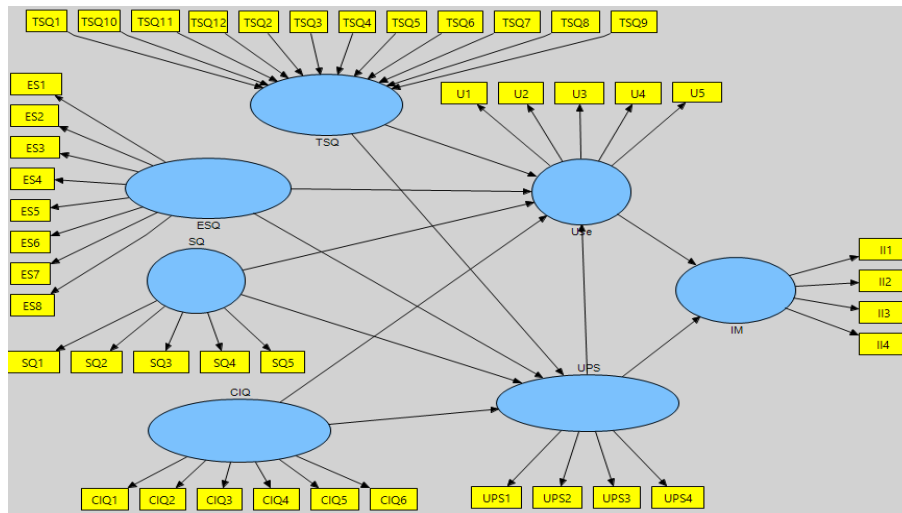 TSQ1 TSQ10 TSQ11 TSQ12 TSQ2 TSQ3 TSQ4 TSQ5 TSQ6 TSQ7 TSQ8 TSQ9
TSQ
ES1
ES2
ES3
ES4
ES5
ES6
ES7
ES8
ESQ
U1 U2 U3 U4 U5
USe
SQ
SQ1 SQ2 SQ3 SQ4 SQ5
II1
II2
II3
II4
IM
CIQ
CIQ1 CIQ2 CIQ3 CIQ4 CIQ5 CIQ6
UPS
UPS1 UPS2 UPS3 UPS4